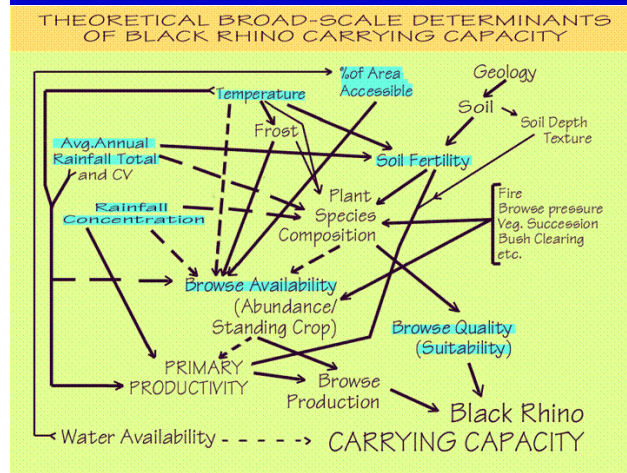 THEORETICAL BROAD-SCALE DETERMINANTS
OF BLACK RHINO CARRYING CAPACITY
%of Area
Accessible
Geology
Temperature
Soil
Soil Depth
Texture
Frost
Avg.Annual
Rainfall Total
and CV
Soil Fertility
Plant
Species
Composition
Rainfall
Concentration
Fire
Browse pressure
Veg. Succession
Bush Clearing
etc.
Browse Availability
(Abundance/
Standing Crop)
Browse Quality
(Suitability)
PRIMARY
PRODUCTIVITY
Browse
Production
Black Rhino
CARRYING CAPACITY
Water Availability